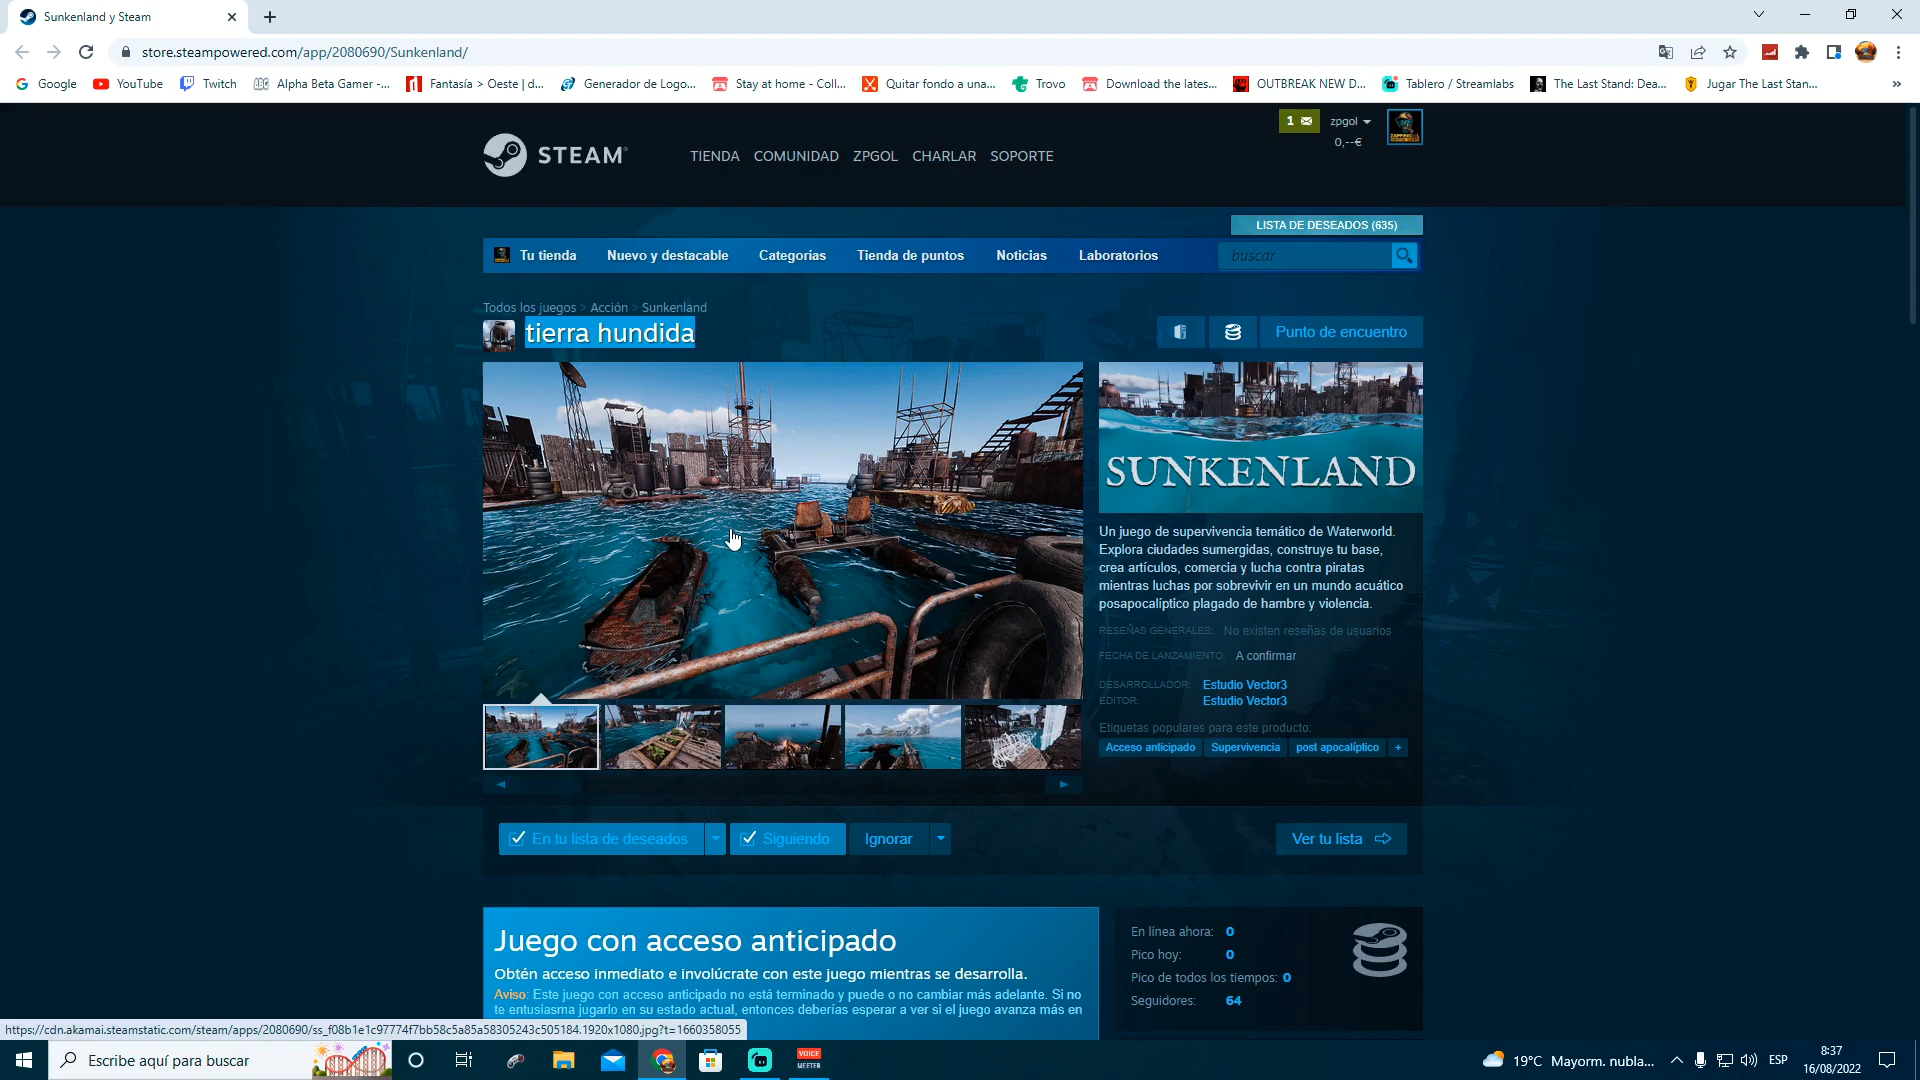 Sunkenland y Steam
store.steampowered.com/app/2080690/Sunkenland/
Google YouTube Twitch Alpha Beta Gamer -... Fantasía > Oeste | d... Generador de Logo... Stay at home - Coll... Quitar fondo a una... Trovo Download the lates... OUTBREAK NEW D... Tablero / Streamlabs The Last Stand: Dea... Jugar The Last Stan... »
1 zpgol
0,--€
STEAM
TIENDA COMUNIDAD ZPGOL CHARLAR SOPORTE
LISTA DE DESEADOS (635)
Tu tienda Nuevo y destacable Categorías Tienda de puntos Noticias Laboratorios buscar
Todos los juegos > Acción > Sunkenland
tierra hundida
Punto de encuentro
SUNKENLAND
Un juego de supervivencia temático de Waterworld.
Explora ciudades sumergidas, construye tu base,
crea artículos, comercia y lucha contra piratas
mientras luchas por sobrevivir en un mundo acuático
posapocalíptico plagado de hambre y violencia.
RESEÑAS GENERALES: No existen reseñas de usuarios
FECHA DE LANZAMIENTO: A confirmar
DESARROLLADOR: Estudio Vector3
EDITOR: Estudio Vector3
Etiquetas populares para este producto:
Acceso anticipado Supervivencia post apocalíptico +
En tu lista de deseados Siguiendo Ignorar Ver tu lista
Juego con acceso anticipado
Obtén acceso inmediato e involúcrate con este juego mientras se desarrolla.
Aviso: Este juego con acceso anticipado no está terminado y puede o no cambiar más adelante. Si no
te entusiasma jugarlo en su estado actual, entonces deberías esperar a ver si el juego avanza más en
En línea ahora: 0
Pico hoy: 0
Pico de todos los tiempos: 0
Seguidores: 64
https://cdn.akamai.steamstatic.com/steam/apps/2080690/ss_f08b1e1c97774f7bb58c5a85a58305243c505184.1920x1080.jpg?t=1660358055
Escribe aquí para buscar
VOICE
MEETER
19°C Mayorm. nubla...
ESP
8:37
16/08/2022